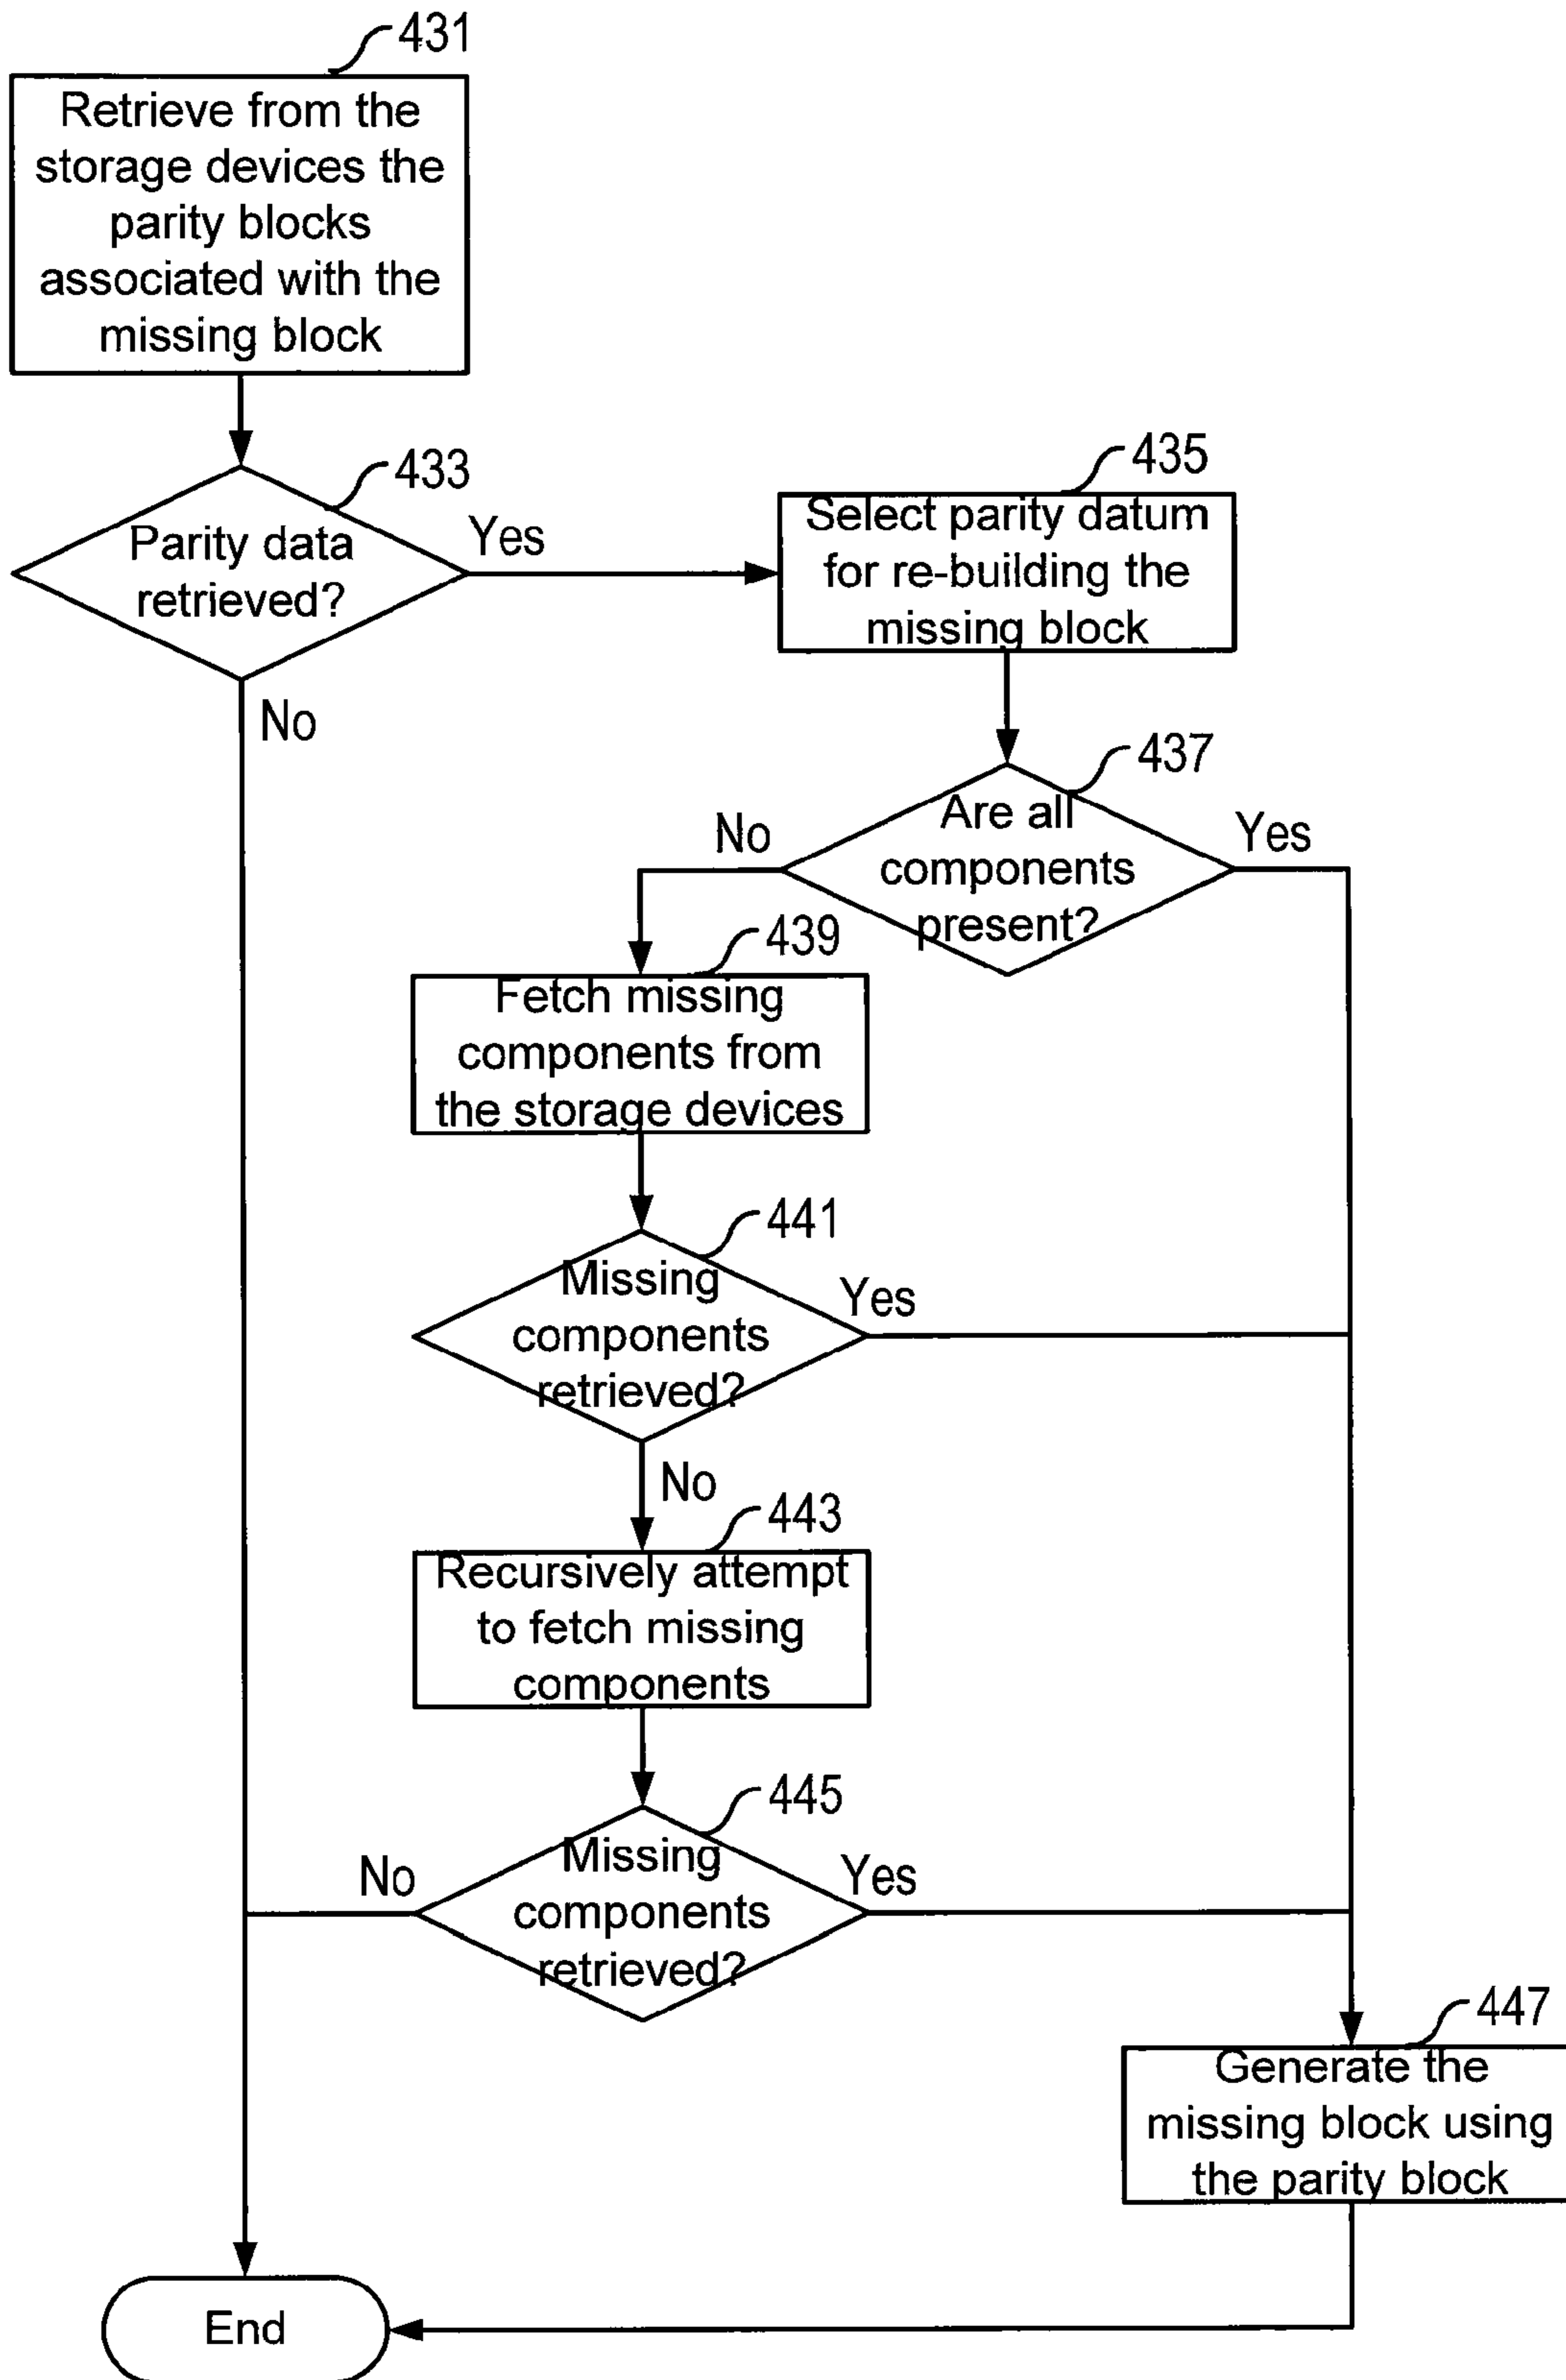 431
Retrieve from the
storage devices the
parity blocks
associated with the
missing block
433
Parity data
retrieved?
Yes
No
435
Select parity datum
for re-building the
missing block
437
Are all
components
present?
No
Yes
439
Fetch missing
components from
the storage devices
441
Missing
components
retrieved?
Yes
No
443
Recursively attempt
to fetch missing
components
445
Missing
components
retrieved?
No
Yes
447
Generate the
missing block using
the parity block
End